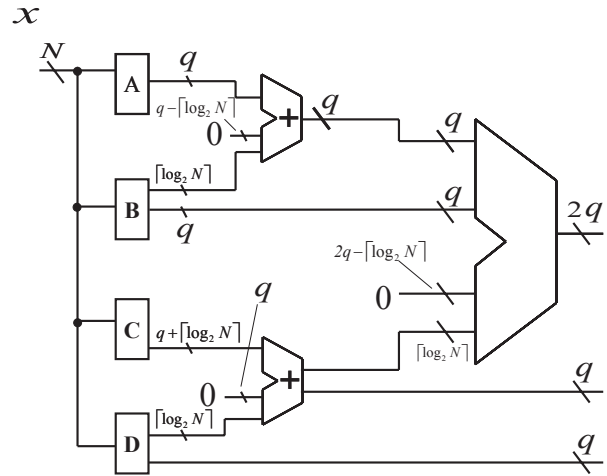 x
N
A
q
q−⌈log₂ N⌉
0
+
q
q
⌈log₂ N⌉
B
q
q
2q
2q−⌈log₂ N⌉
0
C
q+⌈log₂ N⌉
q
⌈log₂ N⌉
0
+
q
D
⌈log₂ N⌉
q